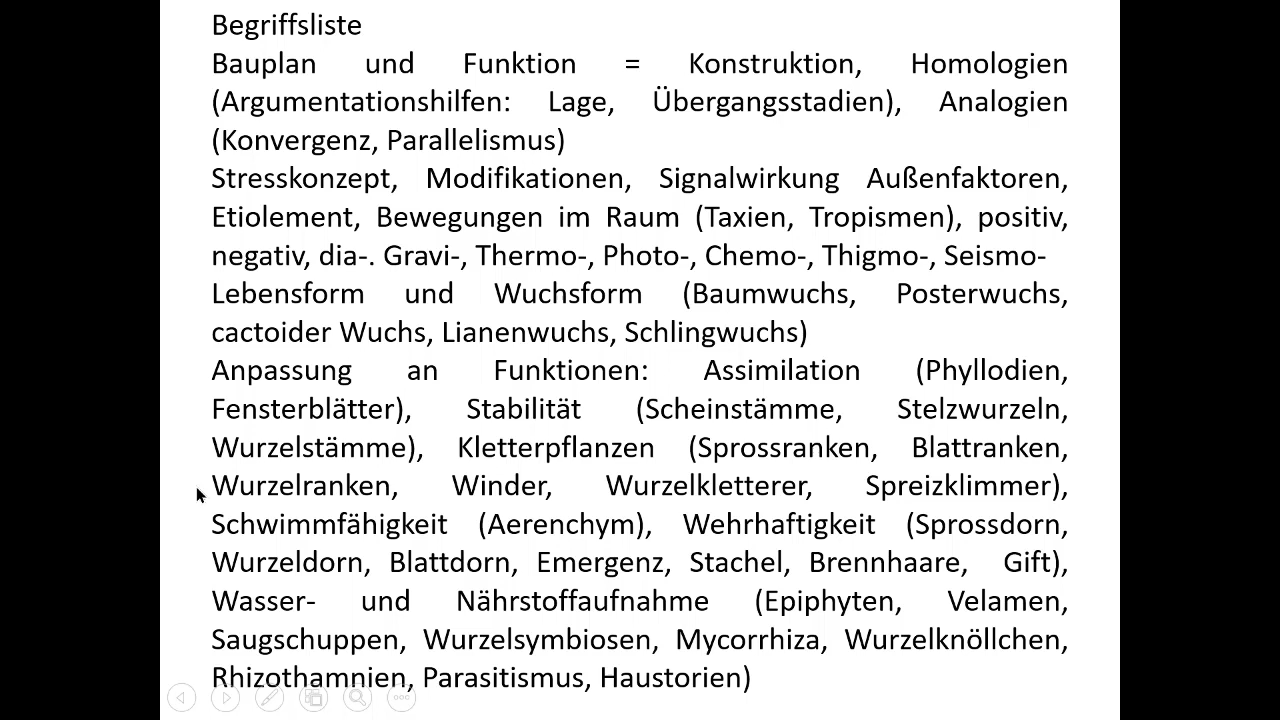 Begriffsliste
Bauplan und Funktion = Konstruktion, Homologien
(Argumentationshilfen: Lage, Übergangsstadien), Analogien
(Konvergenz, Parallelismus)
Stresskonzept, Modifikationen, Signalwirkung Außenfaktoren,
Etiolement, Bewegungen im Raum (Taxien, Tropismen), positiv,
negativ, dia-. Gravi-, Thermo-, Photo-, Chemo-, Thigmo-, Seismo-
Lebensform und Wuchsform (Baumwuchs, Posterwuchs,
cactoider Wuchs, Lianenwuchs, Schlingwuchs)
Anpassung an Funktionen: Assimilation (Phyllodien,
Fensterblätter), Stabilität (Scheinstämme, Stelzwurzeln,
Wurzelstämme), Kletterpflanzen (Sprossranken, Blattranken,
Wurzelranken, Winder, Wurzelkletterer, Spreizklimmer),
Schwimmfähigkeit (Aerenchym), Wehrhaftigkeit (Sprossdorn,
Wurzeldorn, Blattdorn, Emergenz, Stachel, Brennhaare, Gift),
Wasser- und Nährstoffaufnahme (Epiphyten, Velamen,
Saugschuppen, Wurzelsymbiosen, Mycorrhiza, Wurzelknöllchen,
Rhizothamnien, Parasitismus, Haustorien)